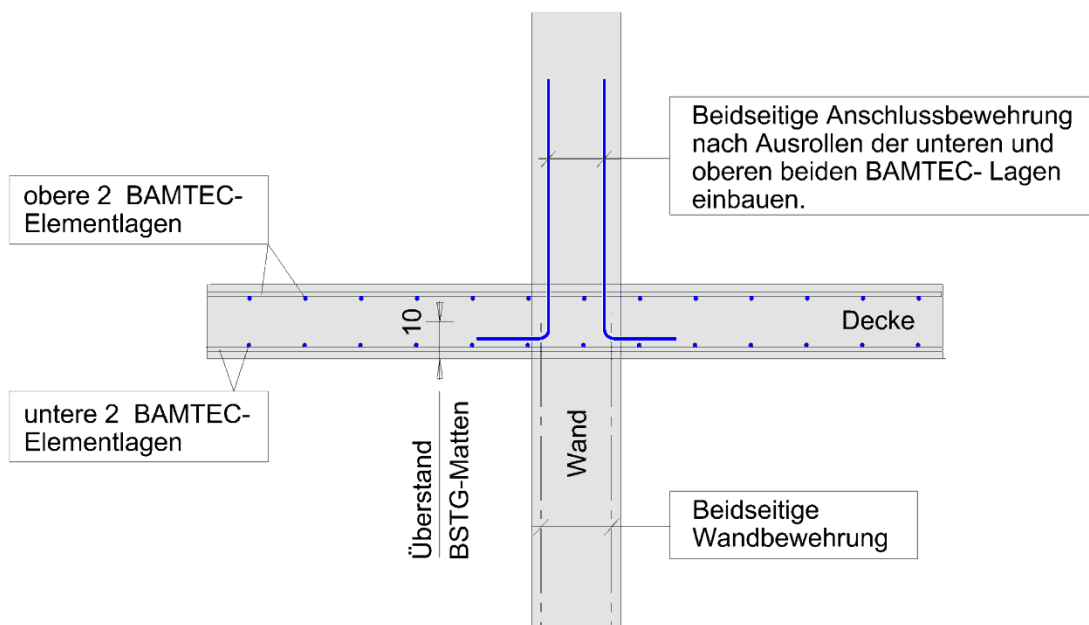 Beidseitige Anschlussbewehrung
nach Ausrollen der unteren und
oberen beiden BAMTEC- Lagen
einbauen.
obere 2 BAMTEC-
Elementlagen
10
Decke
untere 2 BAMTEC-
Elementlagen
Überstand
BSTG-Matten
Wand
Beidseitige
Wandbewehrung